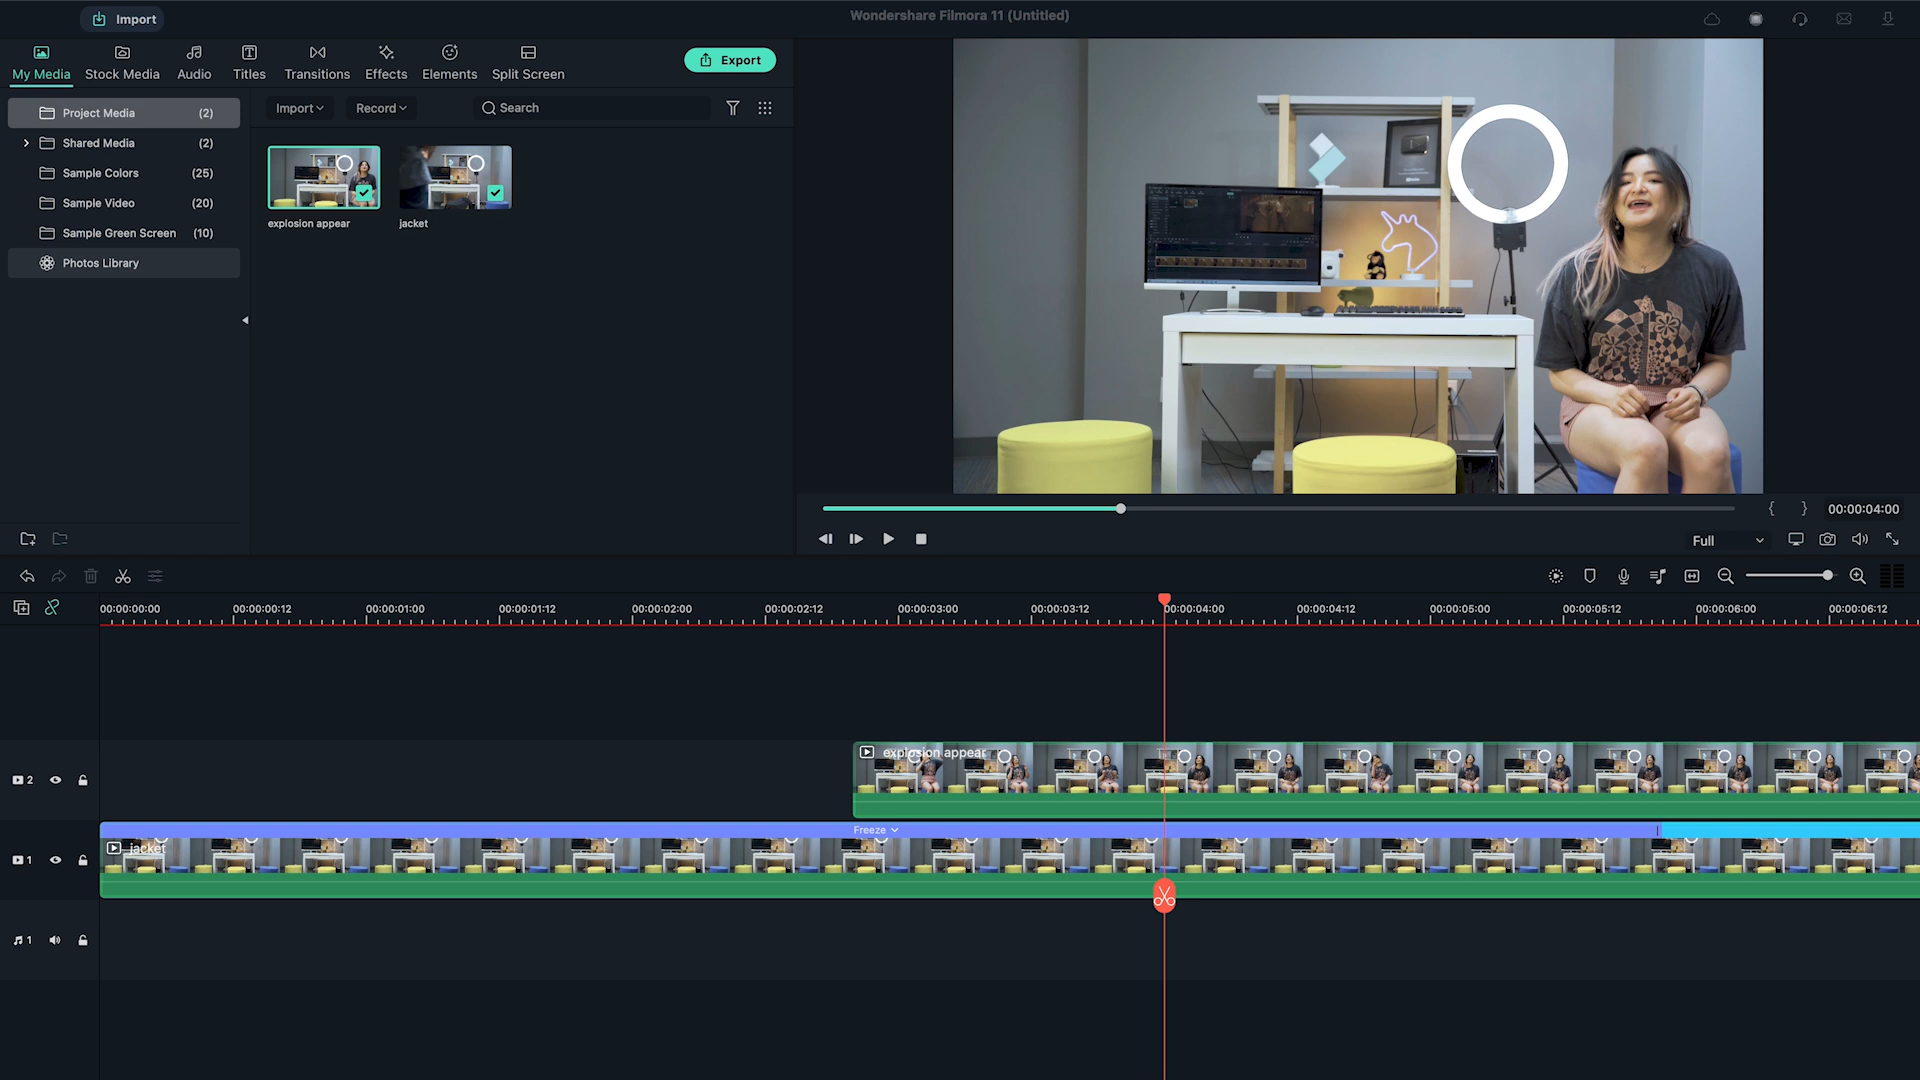 Import
Wondershare Filmora 11 (Untitled)
My Media
Stock Media
Audio
Titles
Transitions
Effects
Elements
Split Screen
Export
Project Media (2)
Shared Media (2)
Sample Colors (25)
Sample Video (20)
Sample Green Screen (10)
Photos Library
Import
Record
Search
explosion appear
jacket
00:00:04:00
Full
00:00:00:00
00:00:00:12
00:00:01:00
00:00:01:12
00:00:02:00
00:00:02:12
00:00:03:00
00:00:03:12
00:00:04:00
00:00:04:12
00:00:05:00
00:00:05:12
00:00:06:00
00:00:06:12
2
explosion appear
Freeze
1
jacket
1